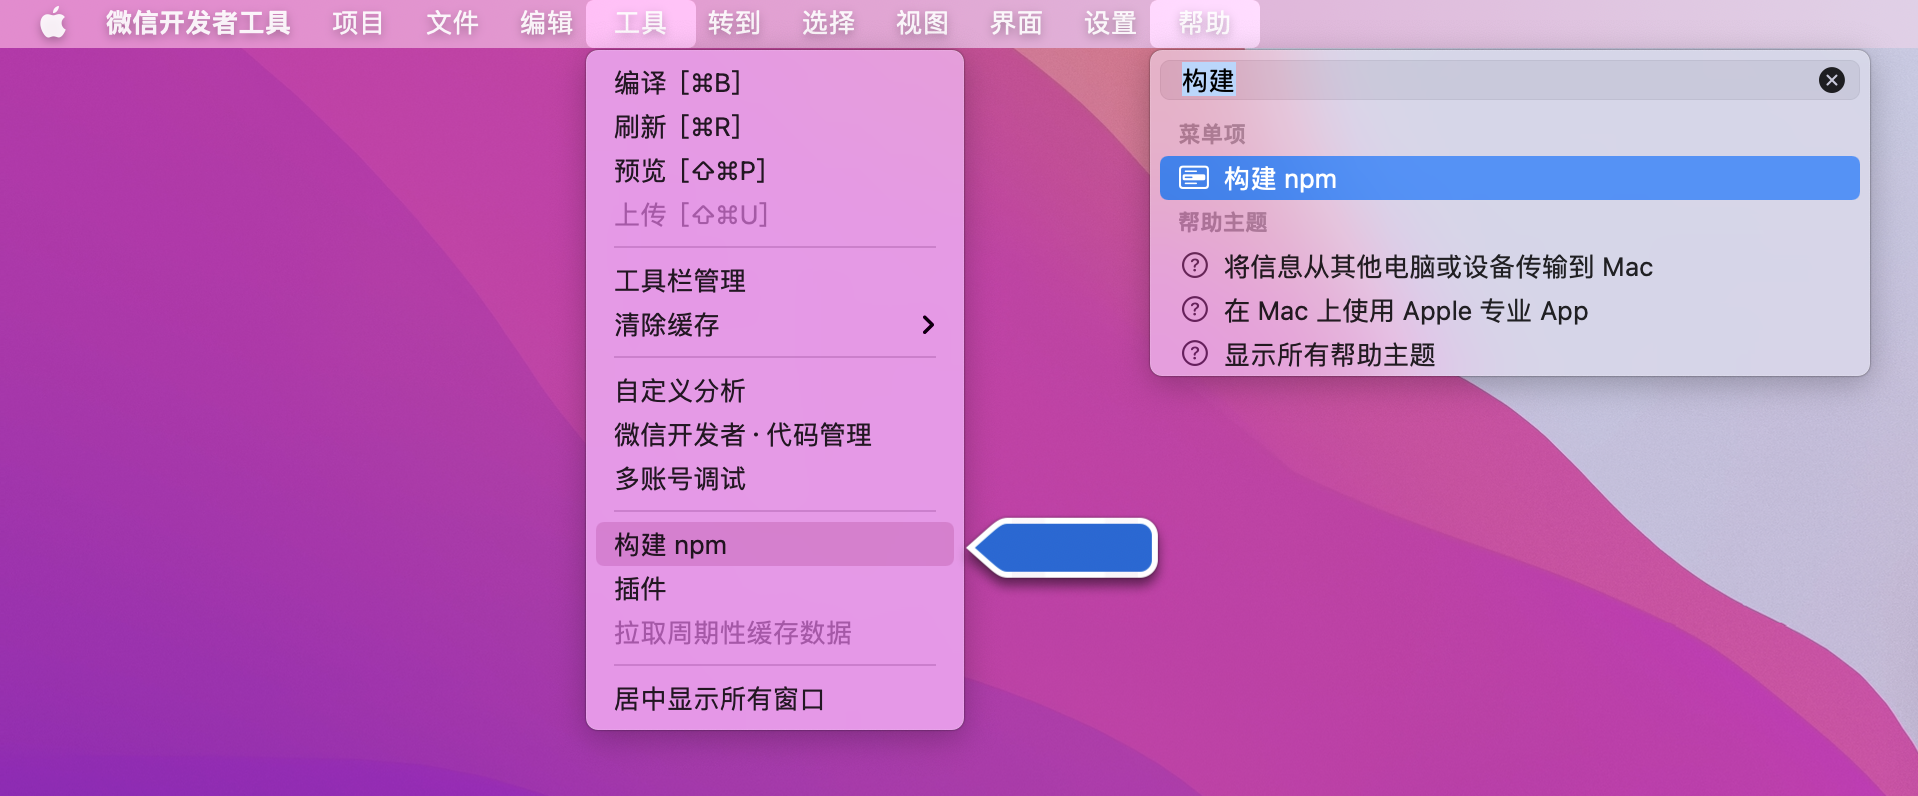 微信开发者工具 项目 文件 编辑 工具 转到 选择 视图 界面 设置 帮助
编译 [⌘B]
刷新 [⌘R]
预览 [⇧⌘P]
上传 [⇧⌘U]
工具栏管理
清除缓存
自定义分析
微信开发者·代码管理
多账号调试
构建 npm
插件
拉取周期性缓存数据
居中显示所有窗口
构建
菜单项
构建 npm
帮助主题
将信息从其他电脑或设备传输到 Mac
在 Mac 上使用 Apple 专业 App
显示所有帮助主题